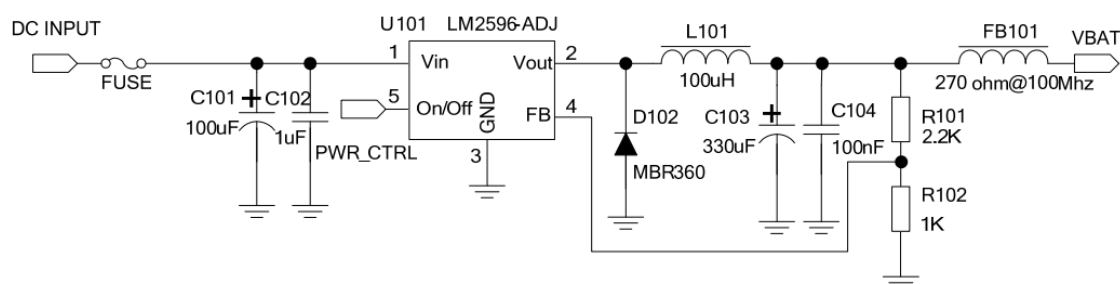 DC INPUT
FUSE
C101
100uF
+
C102
1uF
U101
LM2596-ADJ
1
Vin
5
On/Off
PWR_CTRL
GND
3
Vout
2
FB
4
D102
MBR360
L101
100uH
C103
330uF
+
C104
100nF
R101
2.2K
R102
1K
FB101
270 ohm@100Mhz
VBAT